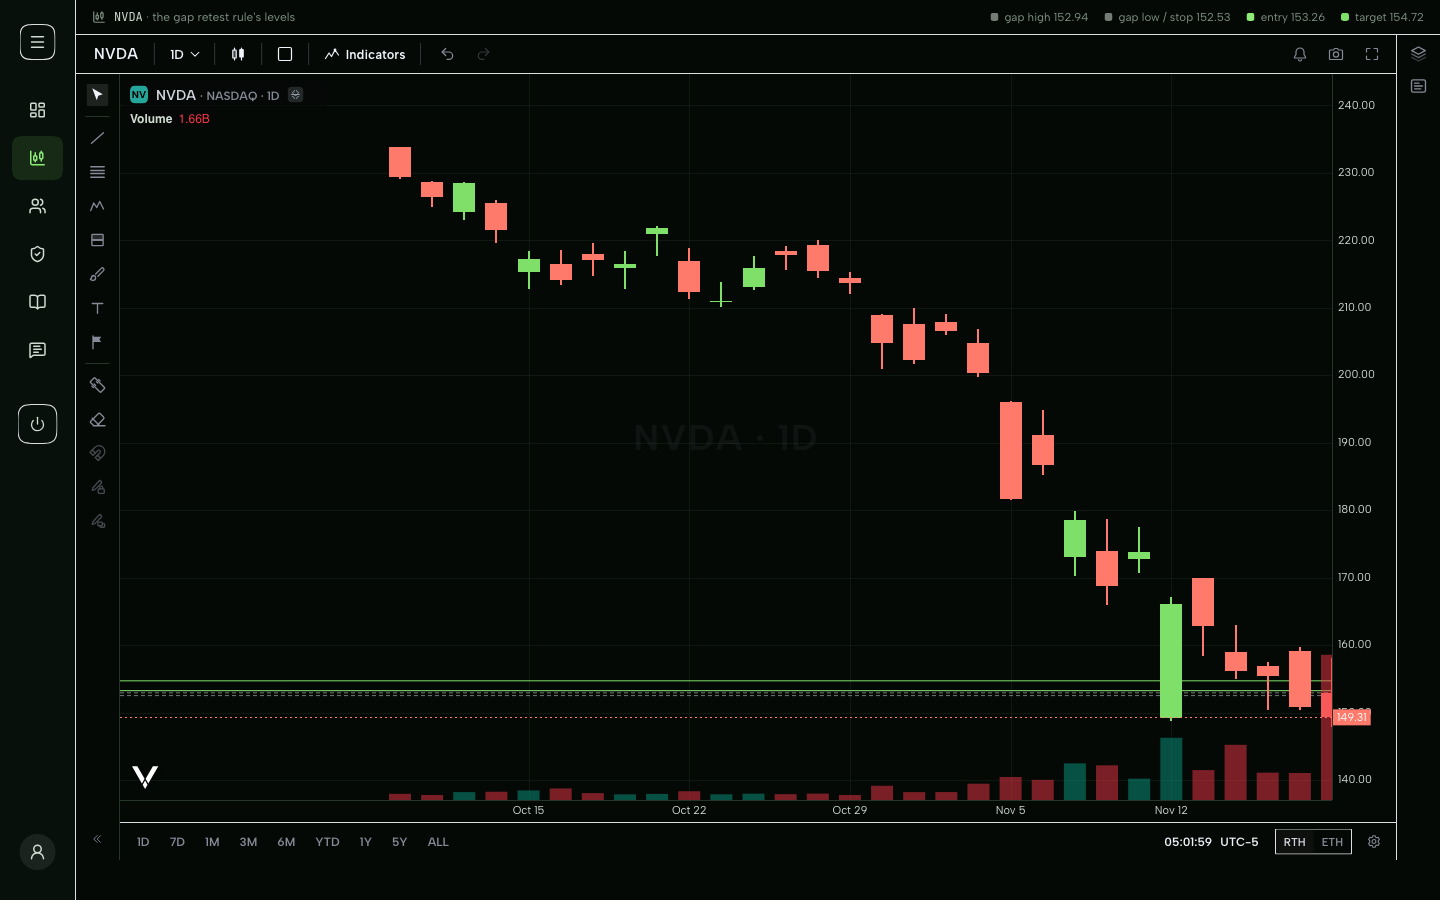 NVDA · the gap retest rule's levels
gap high 152.94
gap low / stop 152.53
entry 153.26
target 154.72
NVDA
1D
Indicators
NV
NVDA · NASDAQ · 1D
Volume 1.66B
NVDA · 1D
240.00
230.00
220.00
210.00
200.00
190.00
180.00
170.00
160.00
150.00
149.31
140.00
Oct 15
Oct 22
Oct 29
Nov 5
Nov 12
1D
7D
1M
3M
6M
YTD
1Y
5Y
ALL
05:01:59 UTC-5
RTH
ETH